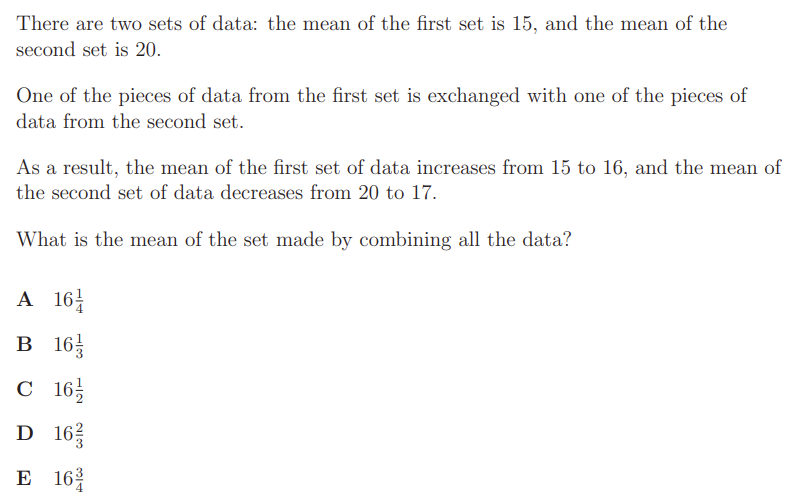 There are two sets of data: the mean of the first set is 15, and the mean of the
second set is 20.
One of the pieces of data from the first set is exchanged with one of the pieces of
data from the second set.
As a result, the mean of the first set of data increases from 15 to 16, and the mean of
the second set of data decreases from 20 to 17.
What is the mean of the set made by combining all the data?
A 16 1/4
B 16 1/3
C 16 1/2
D 16 2/3
E 16 3/4